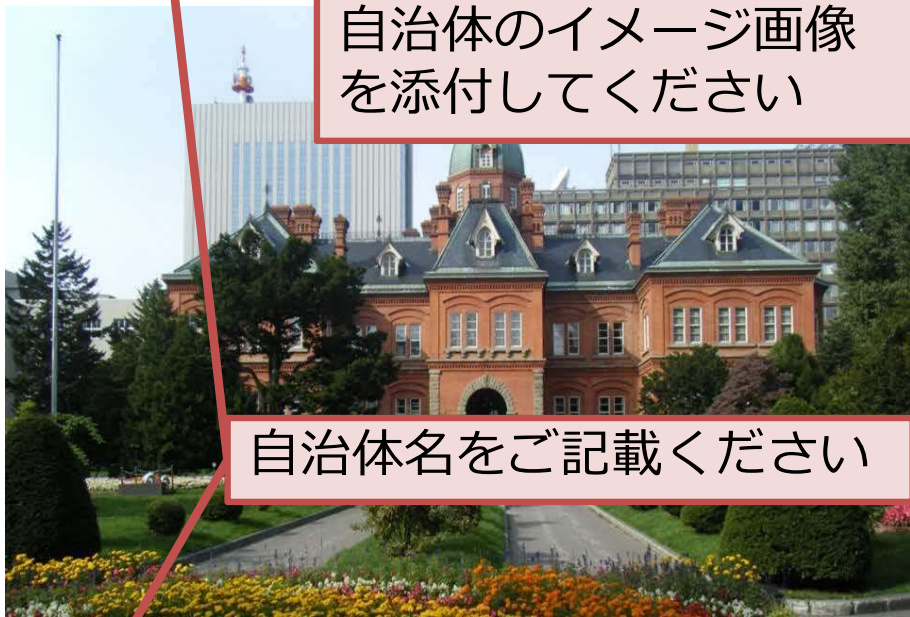 自治体のイメージ画像
を添付してください
自治体名をご記載ください